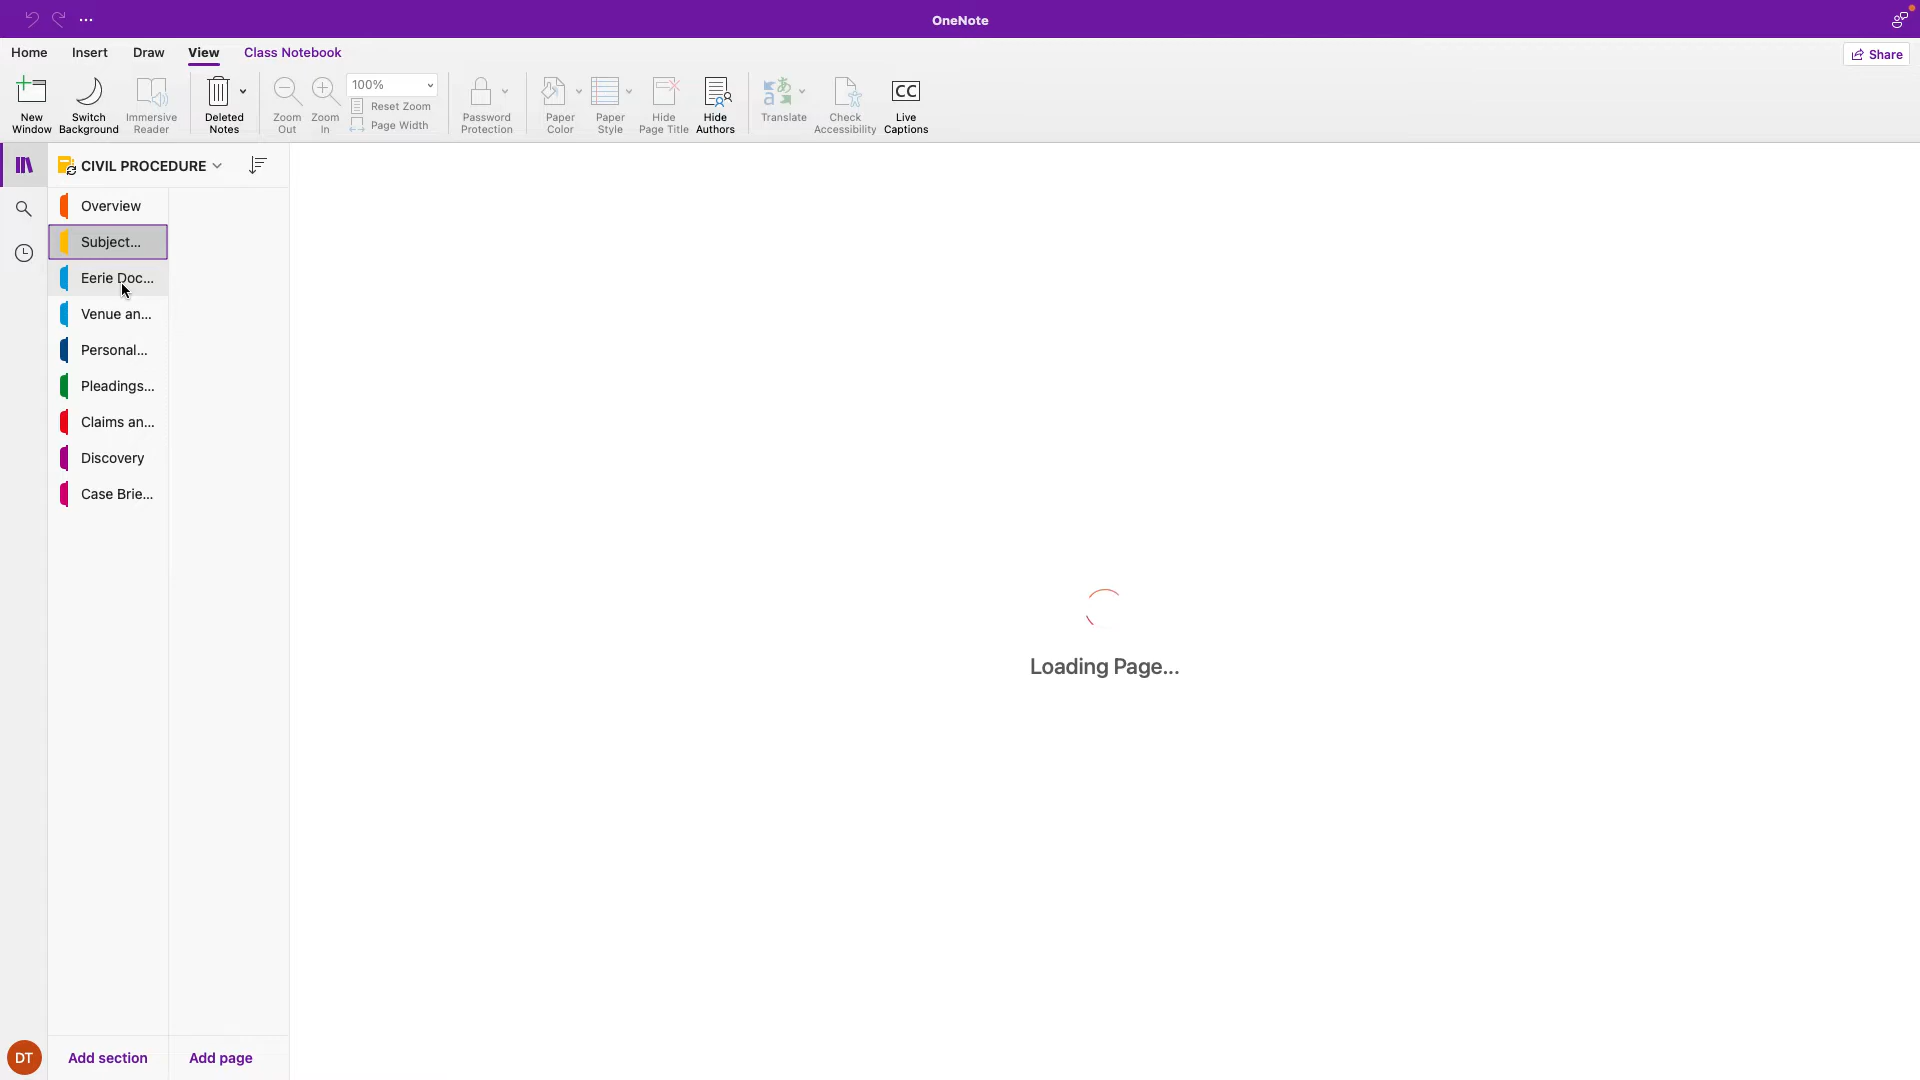 OneNote
Home Insert Draw View Class Notebook
Share
New Window
Switch Background
Immersive Reader
Deleted Notes
Zoom Out
Zoom In
100%
Reset Zoom
Page Width
Password Protection
Paper Color
Paper Style
Hide Page Title
Hide Authors
Translate
Check Accessibility
CC
Live Captions
CIVIL PROCEDURE
Overview
Subject...
Eerie Doc...
Venue an...
Personal...
Pleadings...
Claims an...
Discovery
Case Brie...
Loading Page...
DT
Add section
Add page